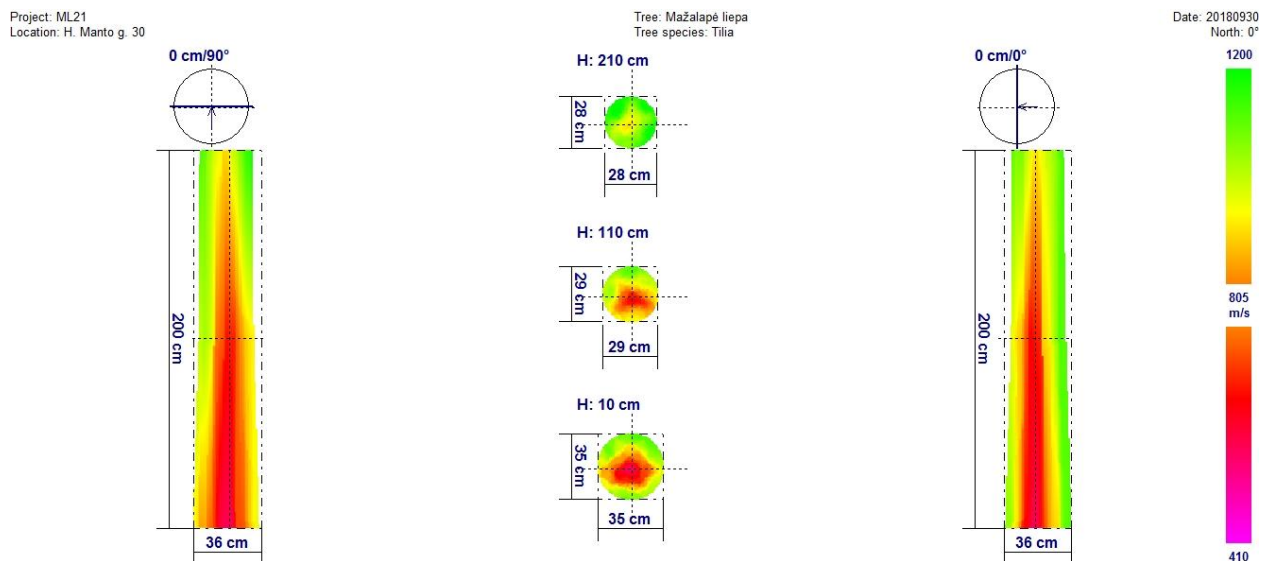 Project: ML21
Location: H. Manto g. 30
Tree: Mažalapė liepa
Tree species: Tilia
Date: 20180930
North: 0°
0 cm/90°
200 cm
36 cm
H: 210 cm
28 cm
28 cm
H: 110 cm
29 cm
29 cm
H: 10 cm
35 cm
35 cm
0 cm/0°
200 cm
36 cm
1200
805
m/s
410